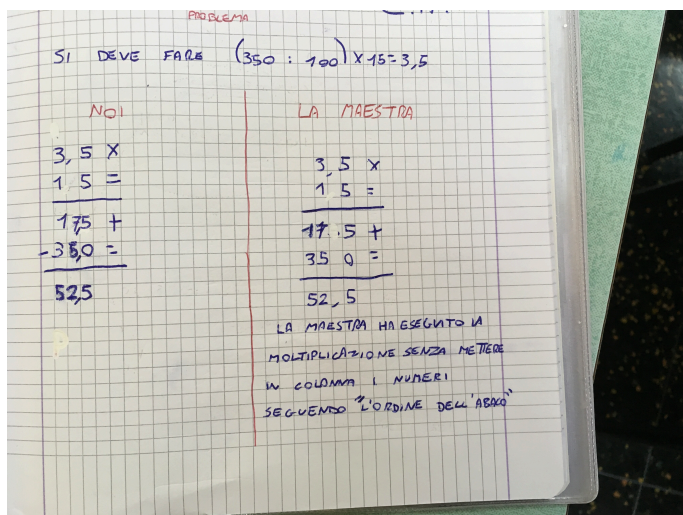 PROBLEMA
SI DEVE FARE (350 : 100) X 15 = 3,5
NOI
3,5 X
1 5 =
17,5 +
-35,0 =
52,5
LA MAESTRA
3,5 X
1 5 =
17.5 +
35 0 =
52,5
LA MAESTRA HA ESEGUITO LA
MOLTIPLICAZIONE SENZA METTERE
IN COLONNA I NUMERI
SEGUENDO "L'ORDINE DELL'ABACO"